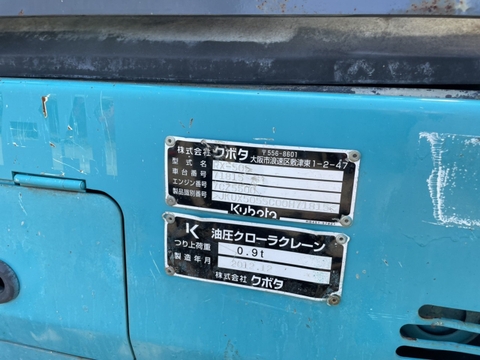 株式会社 クボタ 〒556-8601
大阪市浪速区敷津東1-2-47
型式名
車台番号
エンジン番号
製品識別番号
Kubota
K 油圧クローラクレーン
つり上荷重 0.9t
製造年月
株式会社 クボタ